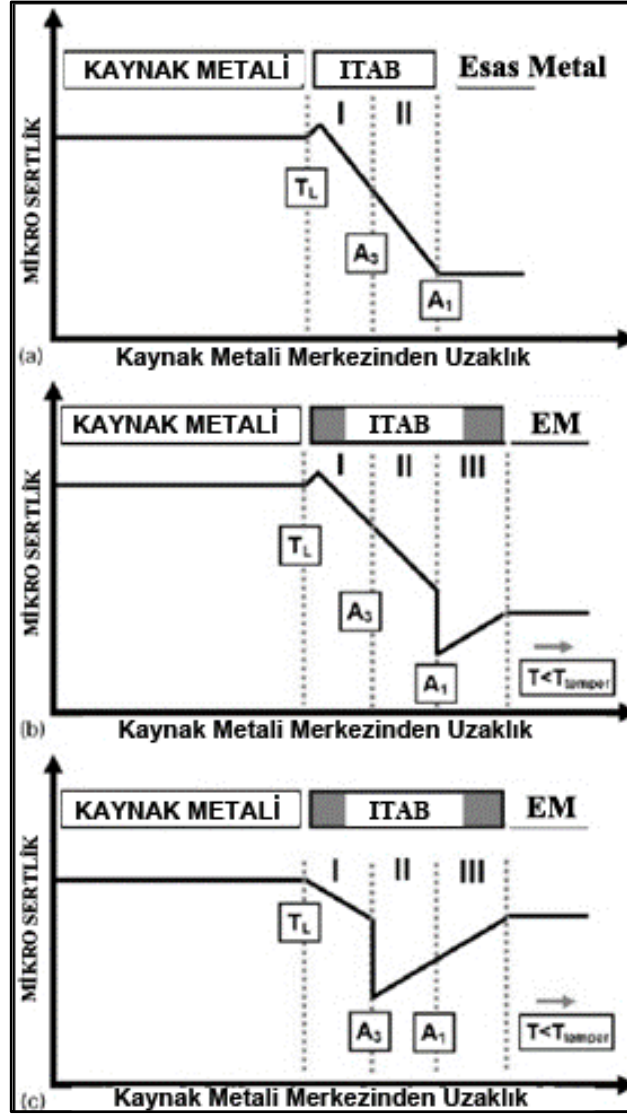 KAYNAK METALİ ITAB Esas Metal
I II
TL
A3
A1
MİKRO SERTLİK
(a) Kaynak Metali Merkezinden Uzaklık
KAYNAK METALİ ITAB EM
I II III
TL
A3
A1
T<Ttemper
MİKRO SERTLİK
(b) Kaynak Metali Merkezinden Uzaklık
KAYNAK METALİ ITAB EM
I II III
TL
A3 A1
T<Ttemper
MİKRO SERTLİK
(c) Kaynak Metali Merkezinden Uzaklık